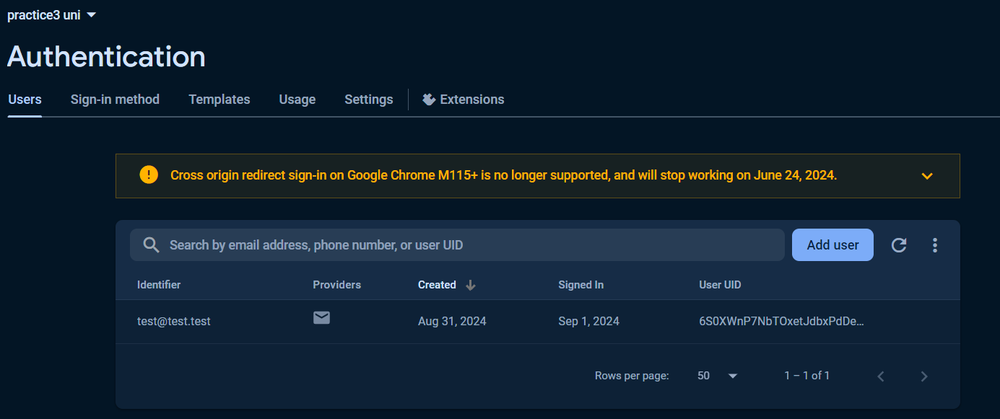 practice3 uni
Authentication
Users Sign-in method Templates Usage Settings Extensions
Cross origin redirect sign-in on Google Chrome M115+ is no longer supported, and will stop working on June 24, 2024.
Search by email address, phone number, or user UID Add user
Identifier Providers Created Signed In User UID
test@test.test Aug 31, 2024 Sep 1, 2024 6S0XWnP7NbTOxetJdbxPdDe...
Rows per page: 50 1 – 1 of 1